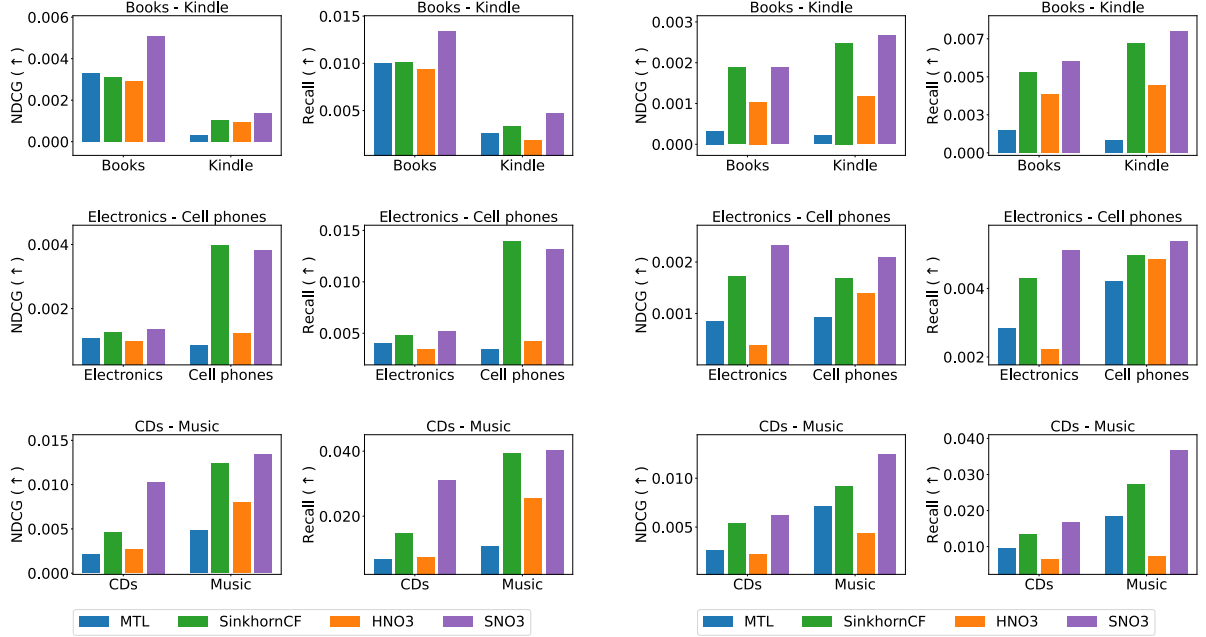 Books - Kindle
NDCG (↑)
0.006
0.004
0.002
0.000
Books Kindle
Books - Kindle
Recall (↑)
0.015
0.010
0.005
Books Kindle
Books - Kindle
NDCG (↑)
0.003
0.002
0.001
0.000
Books Kindle
Books - Kindle
Recall (↑)
0.007
0.005
0.003
0.000
Books Kindle
Electronics - Cell phones
NDCG (↑)
0.004
0.002
Electronics Cell phones
Electronics - Cell phones
Recall (↑)
0.015
0.010
0.005
Electronics Cell phones
Electronics - Cell phones
NDCG (↑)
0.002
0.001
Electronics Cell phones
Electronics - Cell phones
Recall (↑)
0.004
0.002
Electronics Cell phones
CDs - Music
NDCG (↑)
0.015
0.010
0.005
0.000
CDs Music
CDs - Music
Recall (↑)
0.040
0.020
CDs Music
CDs - Music
NDCG (↑)
0.010
0.005
CDs Music
CDs - Music
Recall (↑)
0.040
0.030
0.020
0.010
CDs Music
MTL SinkhornCF HNO3 SNO3
MTL SinkhornCF HNO3 SNO3